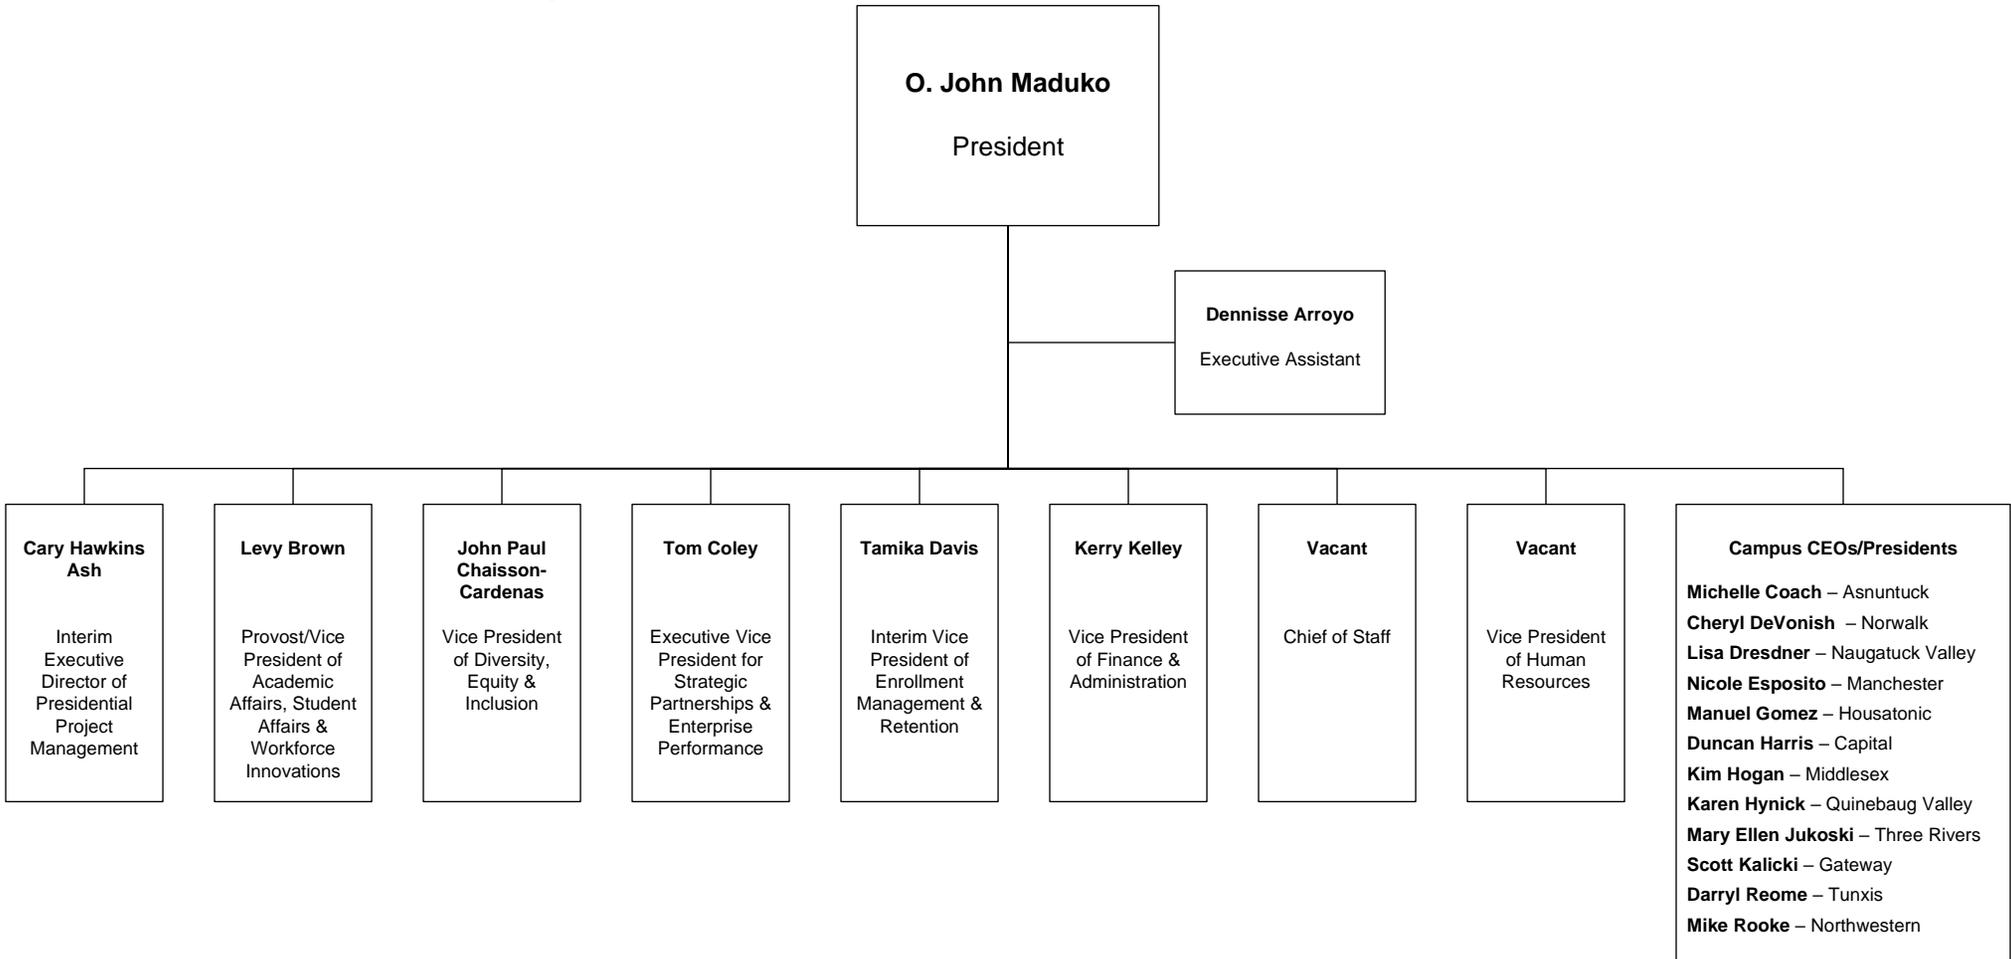 O. John Maduko
President
Dennisse Arroyo
Executive Assistant
Cary Hawkins
Ash
Interim
Executive
Director of
Presidential
Project
Management
Levy Brown
Provost/Vice
President of
Academic
Affairs, Student
Affairs &
Workforce
Innovations
John Paul
Chaisson-
Cardenas
Vice President
of Diversity,
Equity &
Inclusion
Tom Coley
Executive Vice
President for
Strategic
Partnerships &
Enterprise
Performance
Tamika Davis
Interim Vice
President of
Enrollment
Management &
Retention
Kerry Kelley
Vice President
of Finance &
Administration
Vacant
Chief of Staff
Vacant
Vice President
of Human
Resources
Campus CEOs/Presidents
Michelle Coach – Asnuntuck
Cheryl DeVonish – Norwalk
Lisa Dresdner – Naugatuck Valley
Nicole Esposito – Manchester
Manuel Gomez – Housatonic
Duncan Harris – Capital
Kim Hogan – Middlesex
Karen Hynick – Quinebaug Valley
Mary Ellen Jukoski – Three Rivers
Scott Kalicki – Gateway
Darryl Reome – Tunxis
Mike Rooke – Northwestern